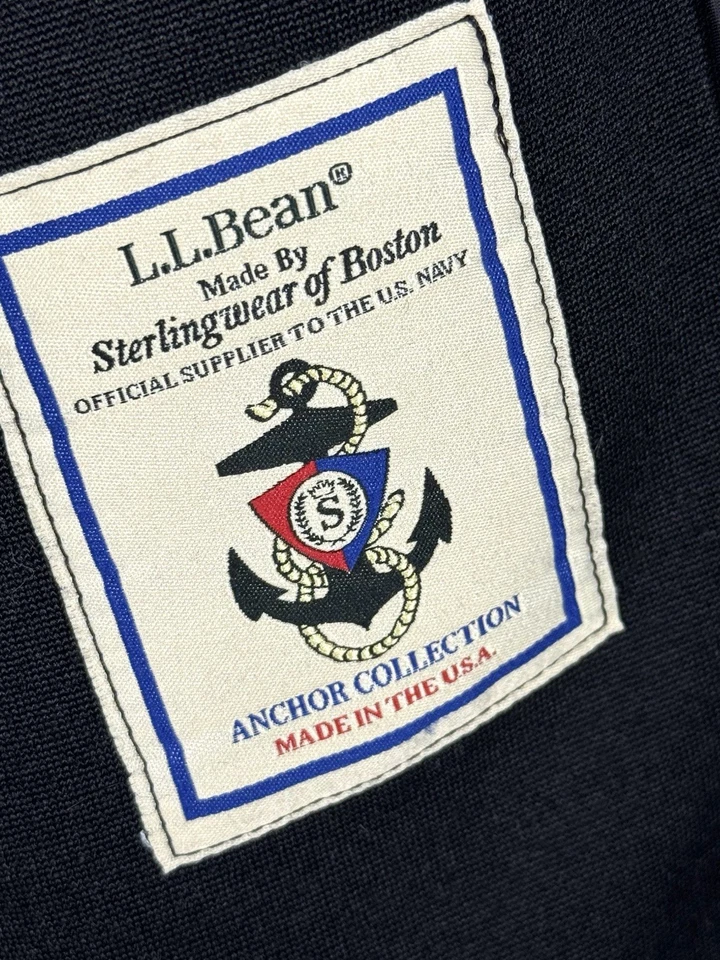 L.L.Bean®
Made By
Sterlingwear of Boston
OFFICIAL SUPPLIER TO THE U.S. NAVY
S
ANCHOR COLLECTION
MADE IN THE U.S.A.